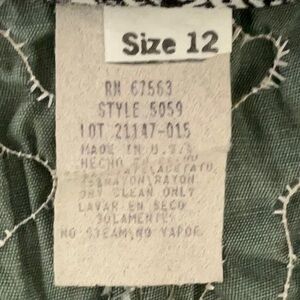 Size 12
RN 67563
STYLE 5059
LOT 21147-015
MADE IN U.S.A
HECHO EN
RAYON
DRY CLEAN ONLY
LAVAR EN SECO
SOLAMENTE
NO STEAM, NO VAPOR